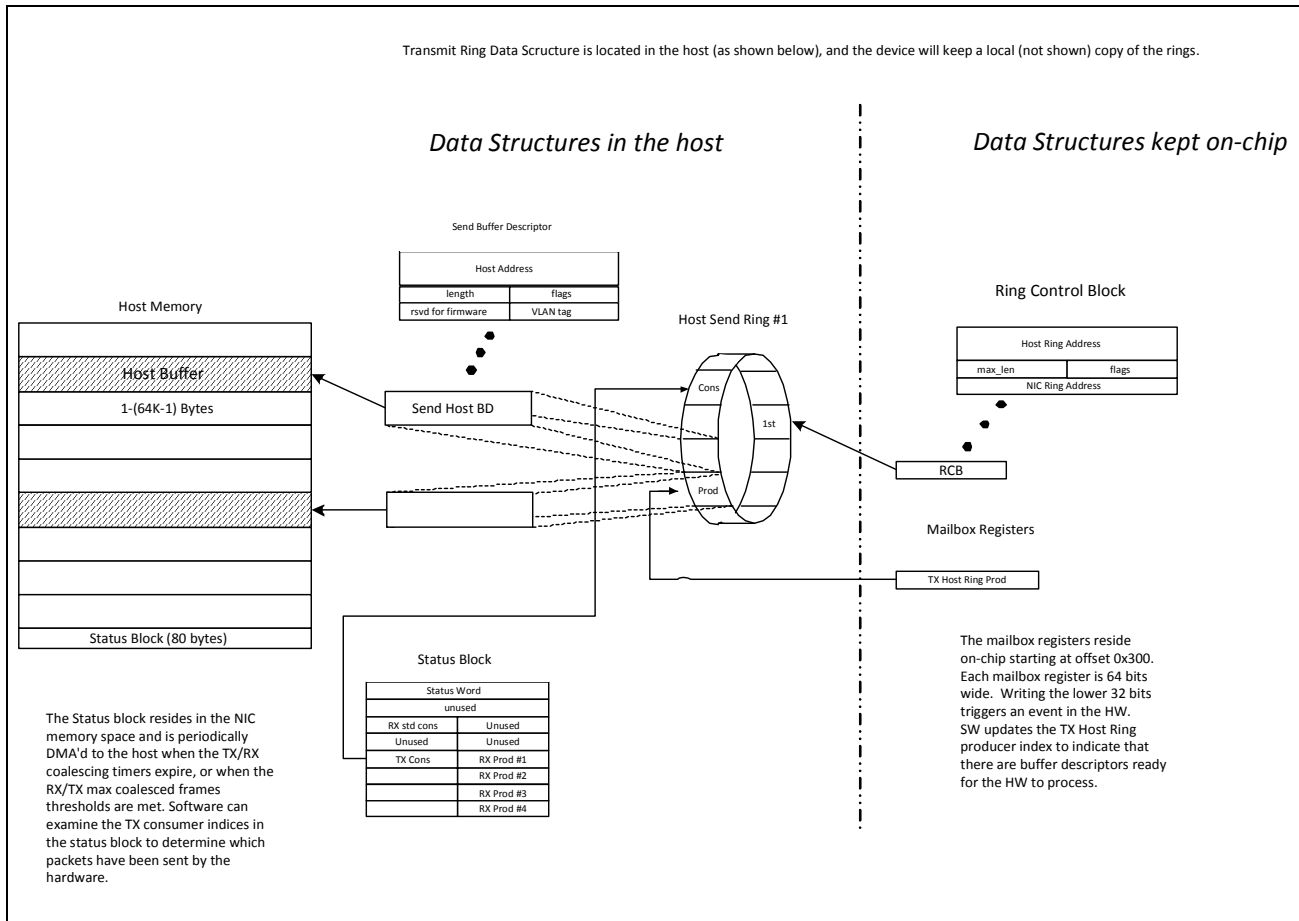 Transmit Ring Data Scructure is located in the host (as shown below), and the device will keep a local (not shown) copy of the rings.
Data Structures in the host
Data Structures kept on-chip
Send Buffer Descriptor
Host Address
length
flags
rsvd for firmware
VLAN tag
Host Memory
Host Buffer
1-(64K-1) Bytes
Status Block (80 bytes)
Send Host BD
Host Send Ring #1
Cons
1st
Prod
Ring Control Block
Host Ring Address
max_len
flags
NIC Ring Address
RCB
Mailbox Registers
TX Host Ring Prod
The mailbox registers reside
on-chip starting at offset 0x300.
Each mailbox register is 64 bits
wide. Writing the lower 32 bits
triggers an event in the HW.
SW updates the TX Host Ring
producer index to indicate that
there are buffer descriptors ready
for the HW to process.
Status Block
Status Word
unused
RX std cons
Unused
Unused
Unused
TX Cons
RX Prod #1
RX Prod #2
RX Prod #3
RX Prod #4
The Status block resides in the NIC
memory space and is periodically
DMA'd to the host when the TX/RX
coalescing timers expire, or when the
RX/TX max coalesced frames
thresholds are met. Software can
examine the TX consumer indices in
the status block to determine which
packets have been sent by the
hardware.